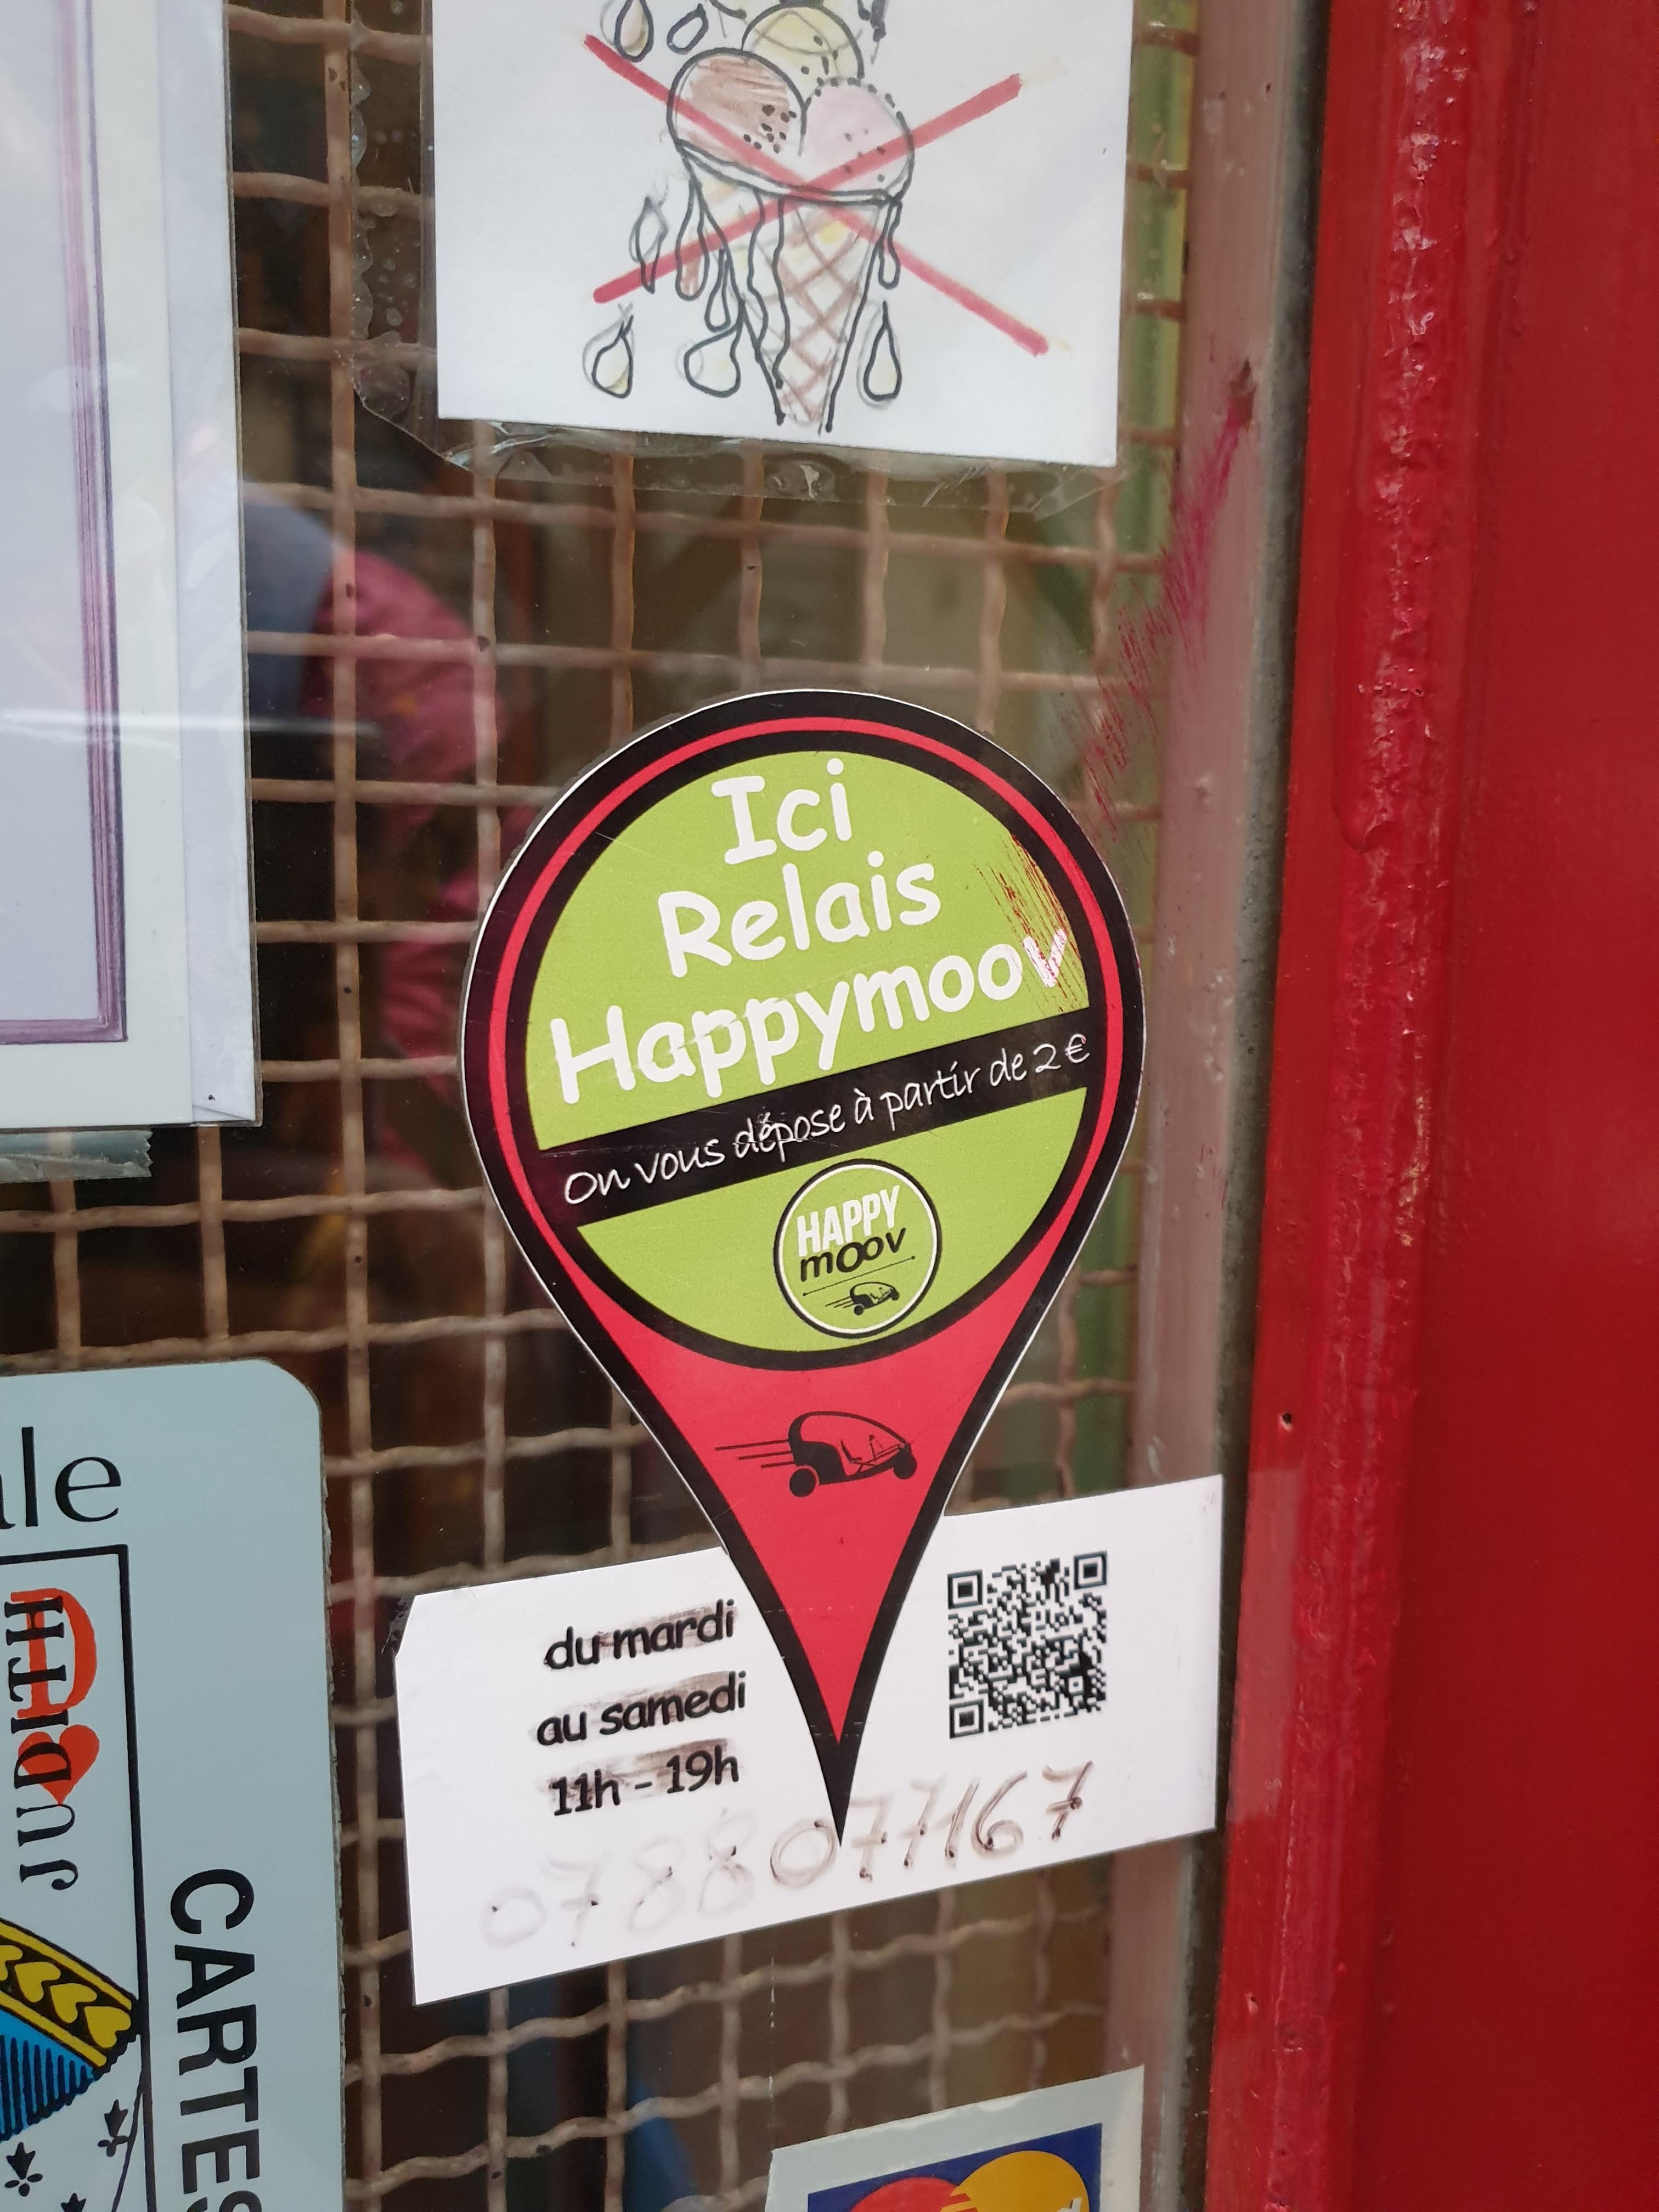 Ici
Relais
Happymoov
On vous dépose à partir de 2 €
HAPPY
moov
du mardi
au samedi
11h - 19h
0788077167
JUDITH
CARTES